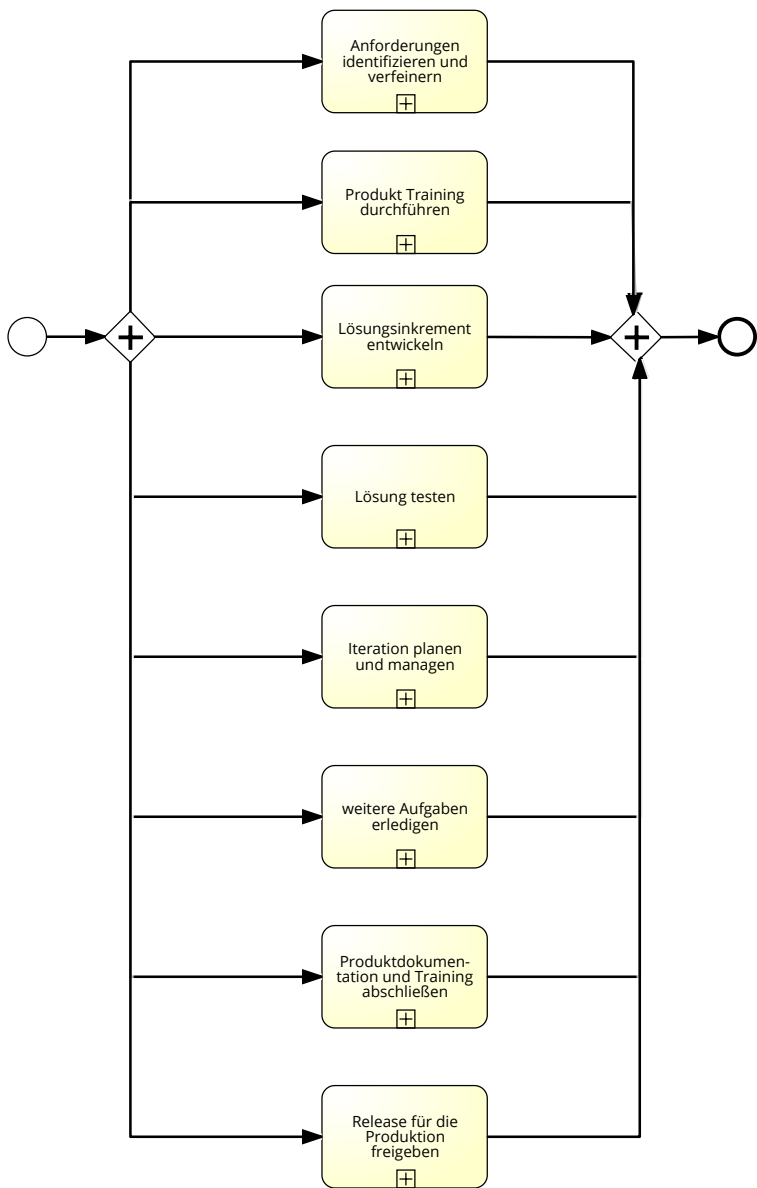 Anforderungen
identifizieren und
verfeinern
Produkt Training
durchführen
Lösungsinkrement
entwickeln
Lösung testen
Iteration planen
und managen
weitere Aufgaben
erledigen
Produktdokumen-
tation und Training
abschließen
Release für die
Produktion
freigeben